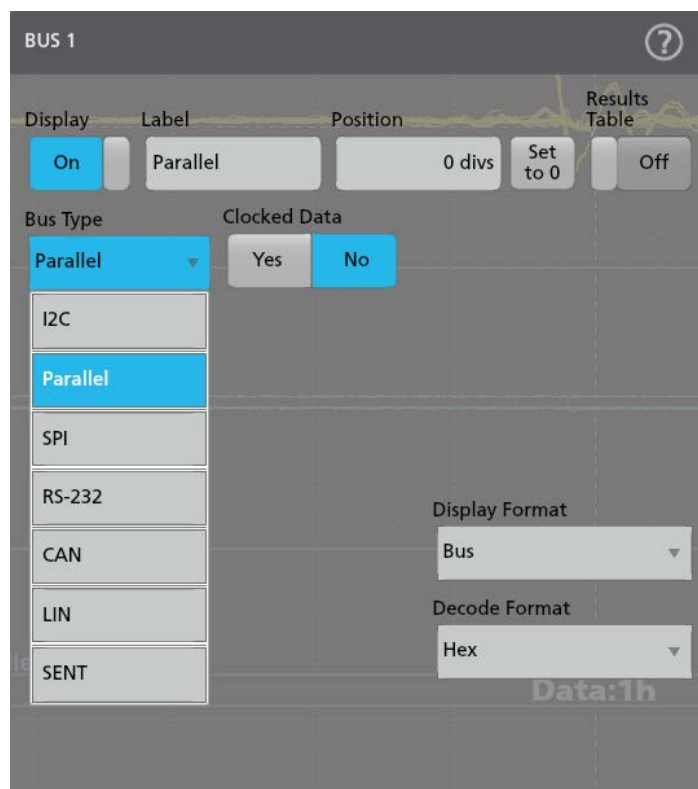 BUS 1
?
Display
Label
Position
Results
Table
On
Parallel
0 divs
Set
to 0
Off
Bus Type
Clocked Data
Parallel
Yes
No
I2C
Parallel
SPI
RS-232
CAN
LIN
SENT
Display Format
Bus
Decode Format
Hex
Data:1h